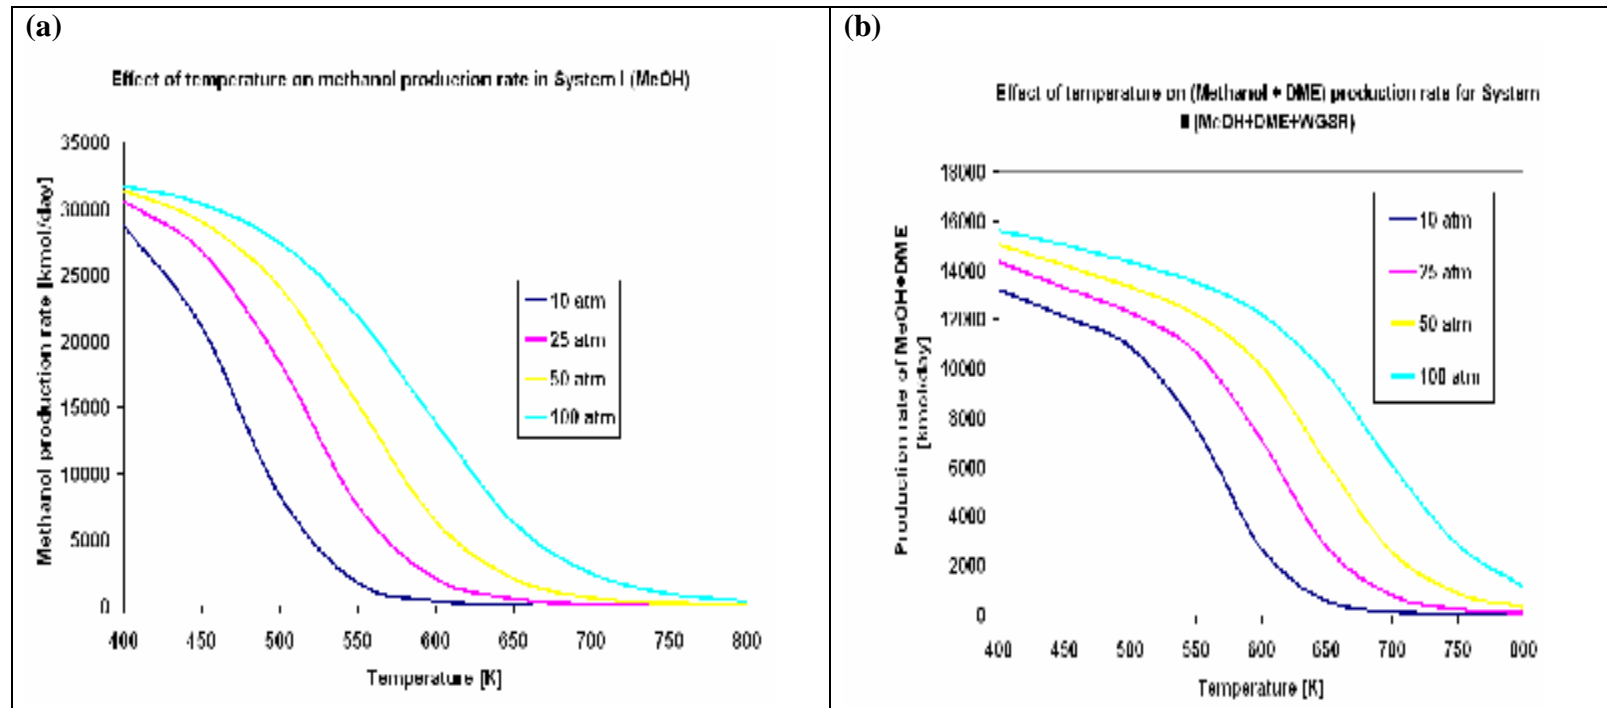 (a)
Effect of temperature on methanol production rate in System I (MeOH)
Methanol production rate [kmol/day]
35000
30000
25000
20000
15000
10000
5000
0
400 450 500 550 600 650 700 750 800
Temperature [K]
10 atm
25 atm
50 atm
100 atm
(b)
Effect of temperature on (Methanol + DME) production rate for System
II (MeOH+DME+WGSR)
Production rate of MeOH+DME
[kmol/day]
18000
16000
14000
12000
10000
8000
6000
4000
2000
0
400 450 500 550 600 650 700 750 800
Temperature [K]
10 atm
25 atm
50 atm
100 atm